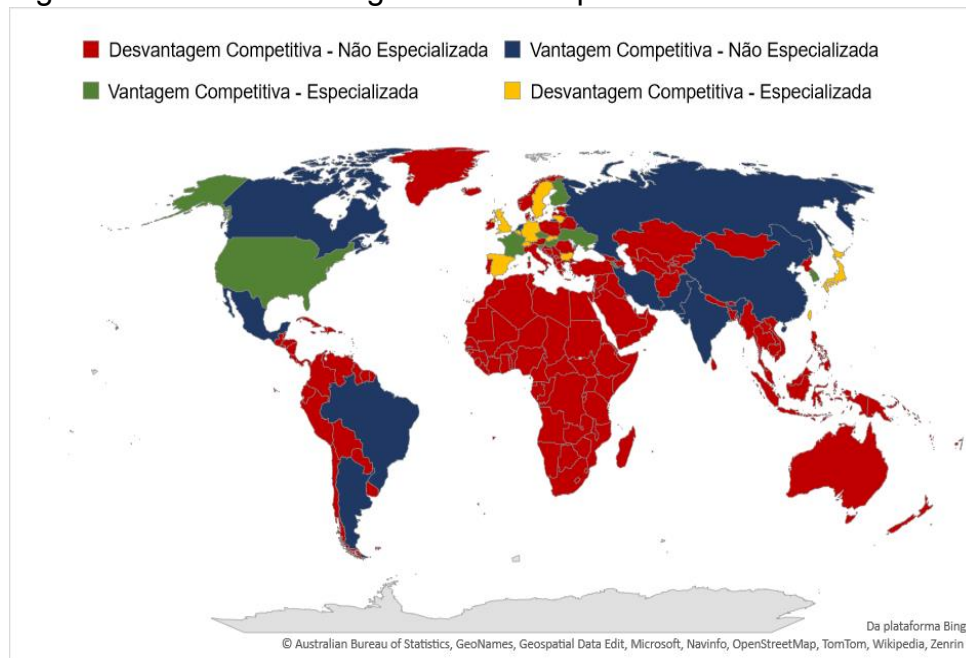 Desvantagem Competitiva - Não Especializada
Vantagem Competitiva - Não Especializada
Vantagem Competitiva - Especializada
Desvantagem Competitiva - Especializada
Da plataforma Bing
© Australian Bureau of Statistics, GeoNames, Geospatial Data Edit, Microsoft, Navinfo, OpenStreetMap, TomTom, Wikipedia, Zenrin